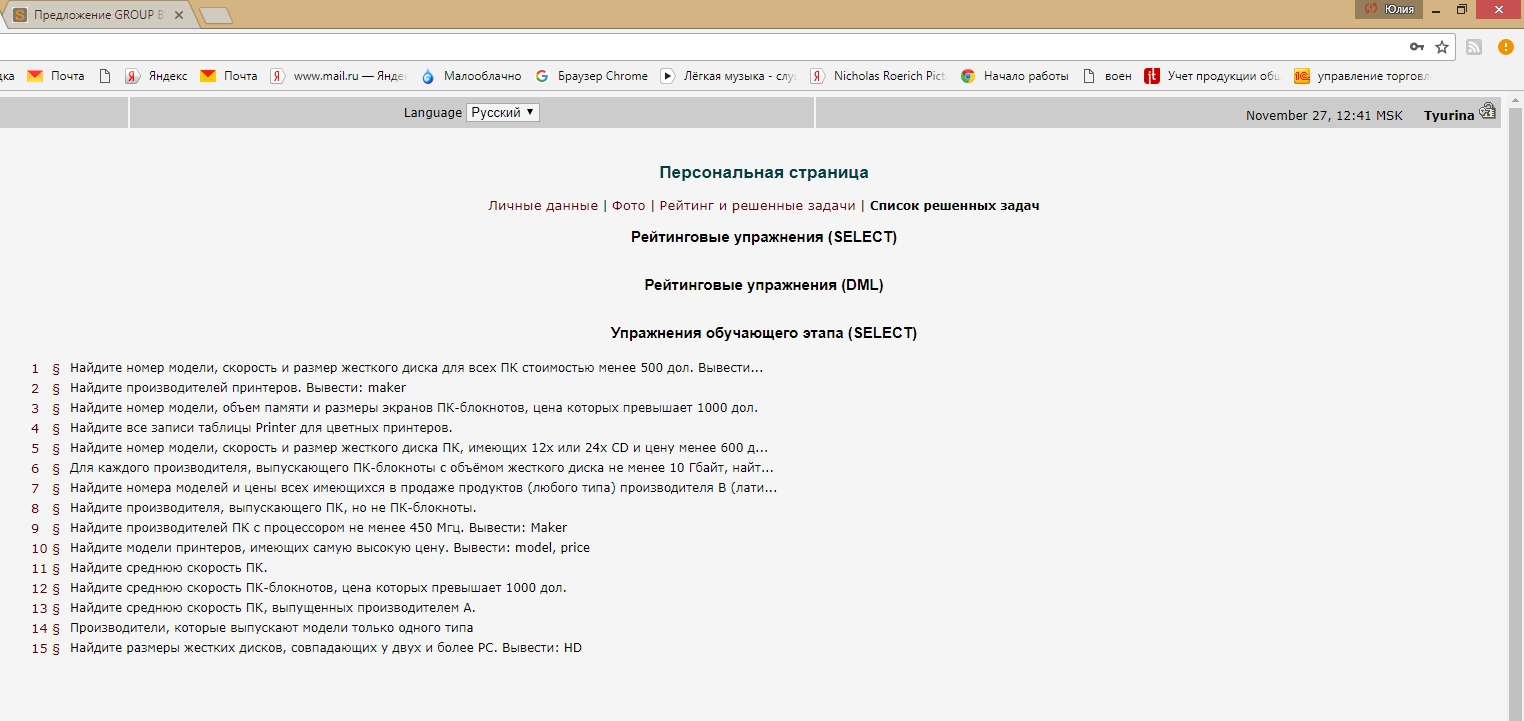 Предложение GROUP B
Юлия
дка Почта Яндекс Почта www.mail.ru — Янде Малооблачно Браузер Chrome Лёгкая музыка - слу Nicholas Roerich Pict Начало работы воен Учет продукции общ управление торговл
Language Русский November 27, 12:41 MSK Tyurina
Персональная страница
Личные данные | Фото | Рейтинг и решенные задачи | Список решенных задач
Рейтинговые упражнения (SELECT)
Рейтинговые упражнения (DML)
Упражнения обучающего этапа (SELECT)
1 § Найдите номер модели, скорость и размер жесткого диска для всех ПК стоимостью менее 500 дол. Вывести...
2 § Найдите производителей принтеров. Вывести: maker
3 § Найдите номер модели, объем памяти и размеры экранов ПК-блокнотов, цена которых превышает 1000 дол.
4 § Найдите все записи таблицы Printer для цветных принтеров.
5 § Найдите номер модели, скорость и размер жесткого диска ПК, имеющих 12x или 24x CD и цену менее 600 д...
6 § Для каждого производителя, выпускающего ПК-блокноты c объёмом жесткого диска не менее 10 Гбайт, найт...
7 § Найдите номера моделей и цены всех имеющихся в продаже продуктов (любого типа) производителя B (лати...
8 § Найдите производителя, выпускающего ПК, но не ПК-блокноты.
9 § Найдите производителей ПК с процессором не менее 450 Мгц. Вывести: Maker
10 § Найдите модели принтеров, имеющих самую высокую цену. Вывести: model, price
11 § Найдите среднюю скорость ПК.
12 § Найдите среднюю скорость ПК-блокнотов, цена которых превышает 1000 дол.
13 § Найдите среднюю скорость ПК, выпущенных производителем A.
14 § Производители, которые выпускают модели только одного типа
15 § Найдите размеры жестких дисков, совпадающих у двух и более PC. Вывести: HD